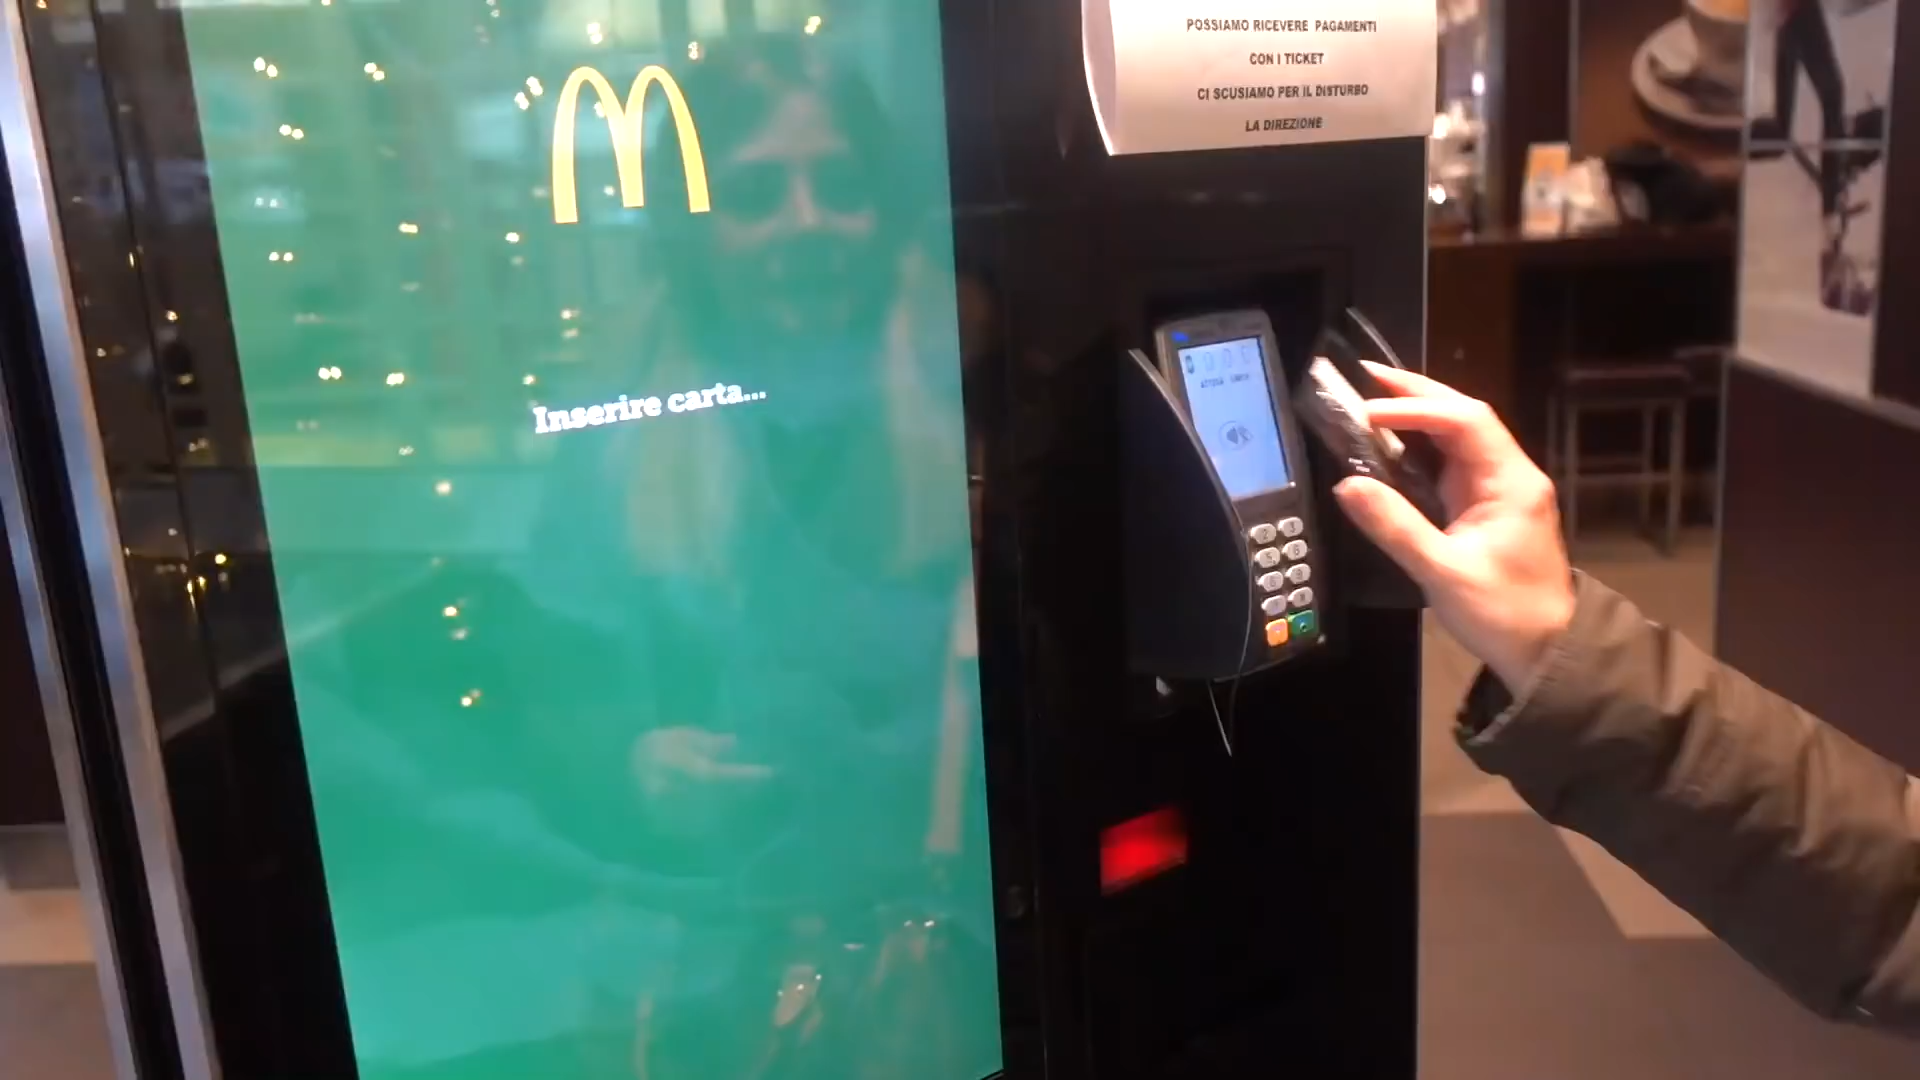 POSSIAMO RICEVERE PAGAMENTI
CON I TICKET
CI SCUSIAMO PER IL DISTURBO
LA DIREZIONE
Inserire carta...